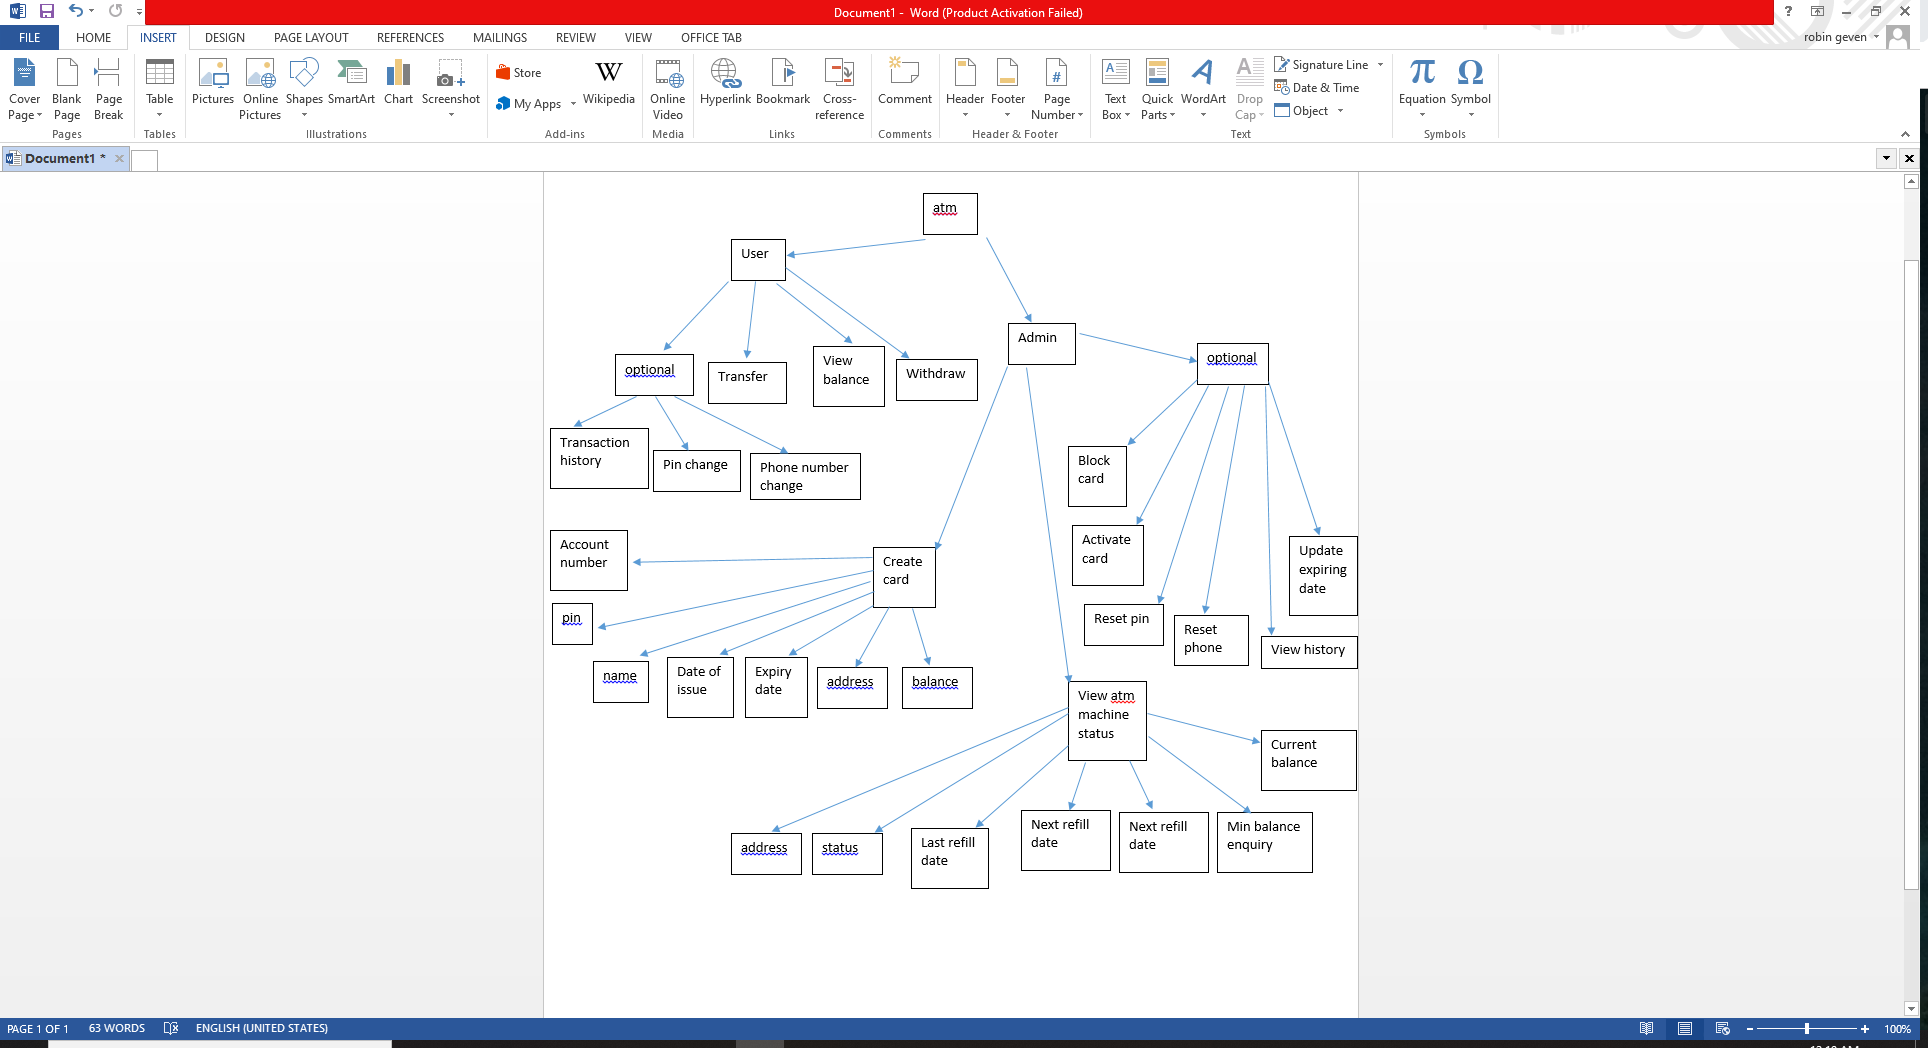 Document1 - Word (Product Activation Failed)
FILE HOME INSERT DESIGN PAGE LAYOUT REFERENCES MAILINGS REVIEW VIEW OFFICE TAB
robin geven
Cover
Page
Blank
Page
Page
Break
Pages
Table
Tables
Pictures
Online
Pictures
Shapes
SmartArt
Chart
Screenshot
Illustrations
Store
My Apps
W
Wikipedia
Add-ins
Online
Video
Media
Hyperlink
Bookmark
Cross-
reference
Links
Comment
Comments
Header
Footer
Page
Number
Header & Footer
Text
Box
Quick
Parts
WordArt
Drop
Cap
Signature Line
Date & Time
Object
Text
π
Equation
Ω
Symbol
Symbols
Document1 *
atm
User
Admin
optional
optional
Transfer
View
balance
Withdraw
Transaction
history
Pin change
Phone number
change
Block
card
Activate
card
Reset pin
Reset
phone
View history
Update
expiring
date
Account
number
Create
card
pin
name
Date of
issue
Expiry
date
address
balance
View atm
machine
status
Current
balance
address
status
Last refill
date
Next refill
date
Next refill
date
Min balance
enquiry
PAGE 1 OF 1 63 WORDS ENGLISH (UNITED STATES)
100%